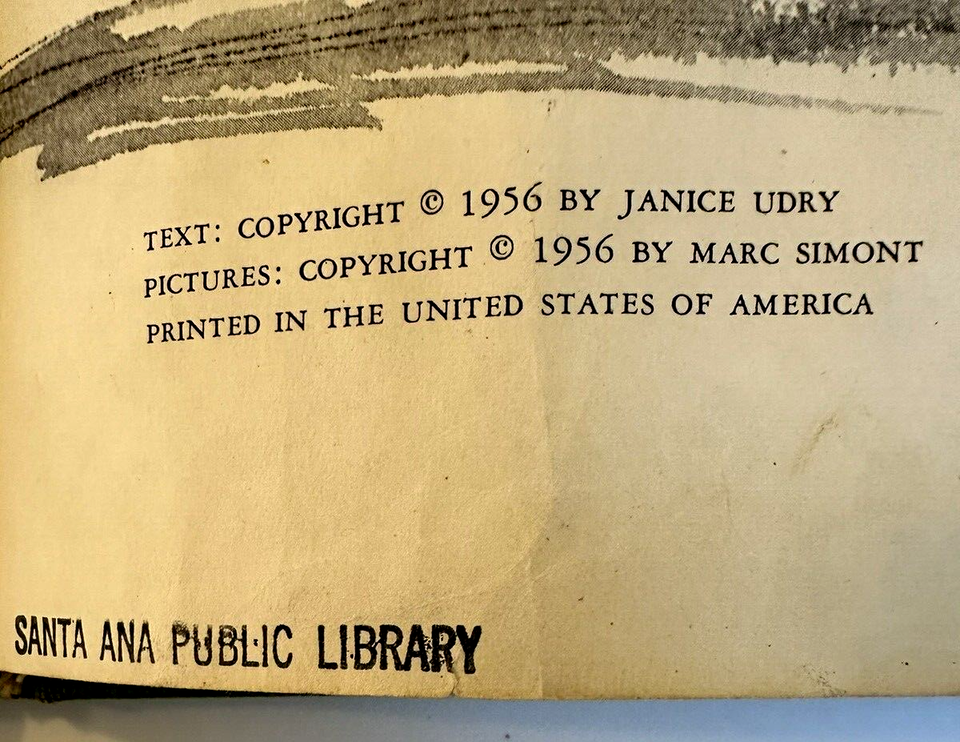 TEXT: COPYRIGHT © 1956 BY JANICE UDRY
PICTURES: COPYRIGHT © 1956 BY MARC SIMONT
PRINTED IN THE UNITED STATES OF AMERICA
SANTA ANA PUBLIC LIBRARY